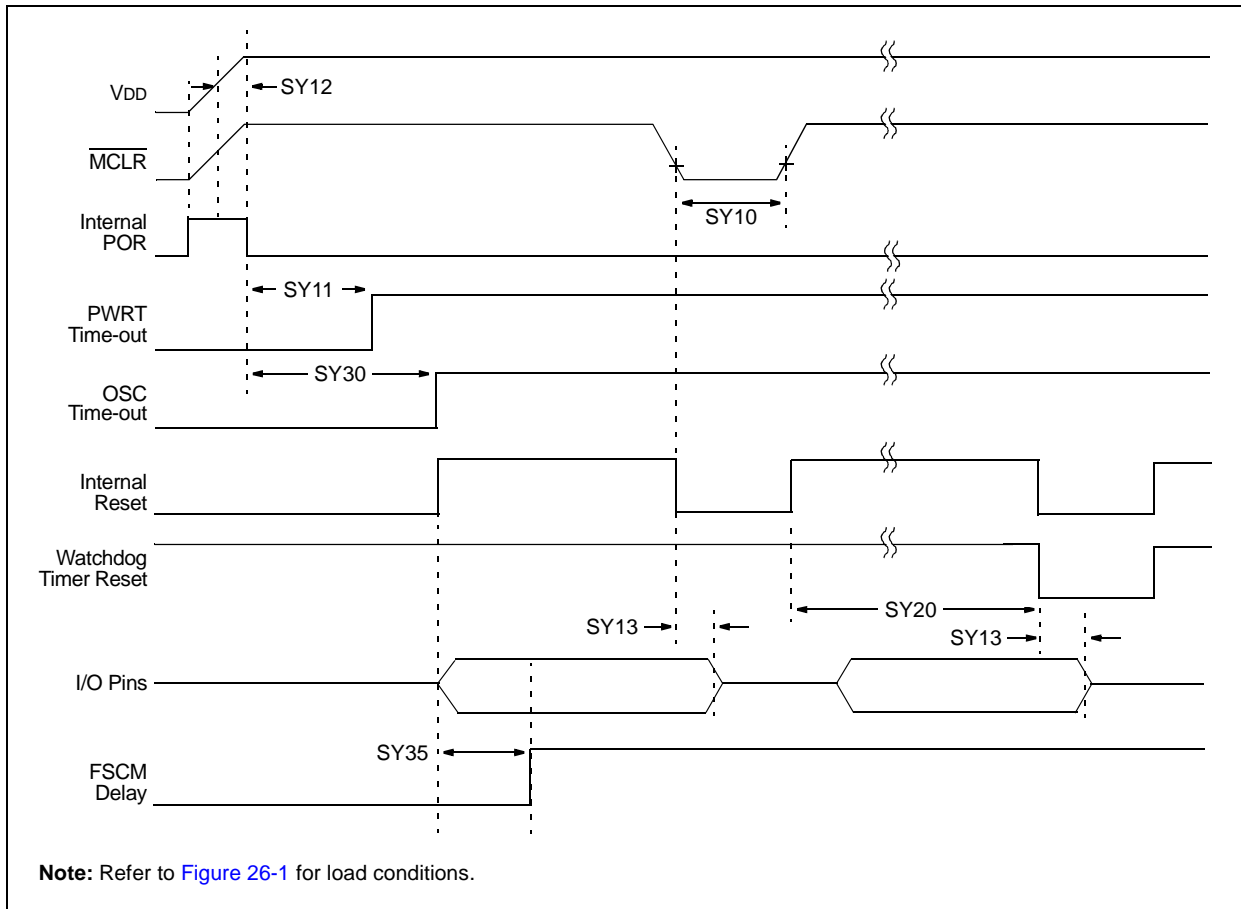 VDD
SY12
MCLR
SY10
Internal
POR
SY11
PWRT
Time-out
SY30
OSC
Time-out
Internal
Reset
Watchdog
Timer Reset
SY20
SY13
SY13
I/O Pins
SY35
FSCM
Delay
Note: Refer to Figure 26-1 for load conditions.